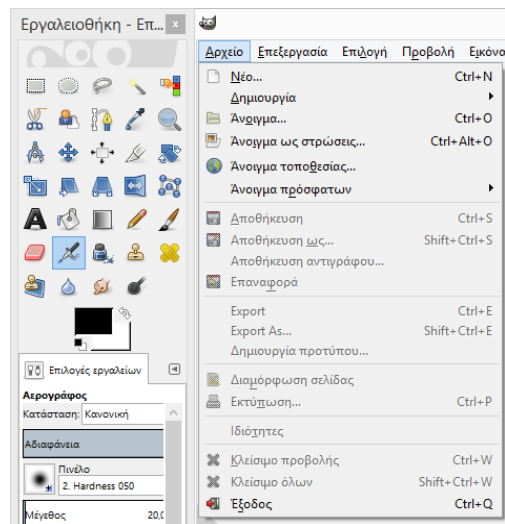 Εργαλειοθήκη - Επ...
Αρχείο Επεξεργασία Επιλογή Προβολή Εικόνα
Νέο... Ctrl+N
Δημιουργία
Άνοιγμα... Ctrl+O
Άνοιγμα ως στρώσεις... Ctrl+Alt+O
Άνοιγμα τοποθεσίας...
Άνοιγμα πρόσφατων
Αποθήκευση Ctrl+S
Αποθήκευση ως... Shift+Ctrl+S
Αποθήκευση αντιγράφου...
Επαναφορά
Export Ctrl+E
Export As... Shift+Ctrl+E
Δημιουργία προτύπου...
Διαμόρφωση σελίδας
Εκτύπωση... Ctrl+P
Ιδιότητες
Κλείσιμο προβολής Ctrl+W
Κλείσιμο όλων Shift+Ctrl+W
Έξοδος Ctrl+Q
Επιλογές εργαλείων
Αερογράφος
Κατάσταση: Κανονική
Αδιαφάνεια
Πινέλο
2. Hardness 050
Μέγεθος 20,0